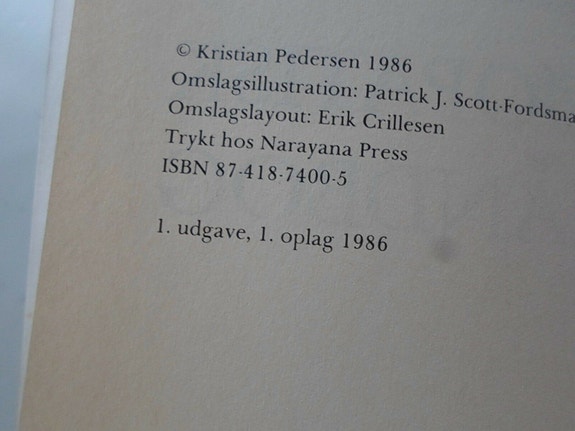 © Kristian Pedersen 1986
Omslagsillustration: Patrick J. Scott-Fordsma
Omslagslayout: Erik Crillesen
Trykt hos Narayana Press
ISBN 87-418-7400-5
1. udgave, 1. oplag 1986